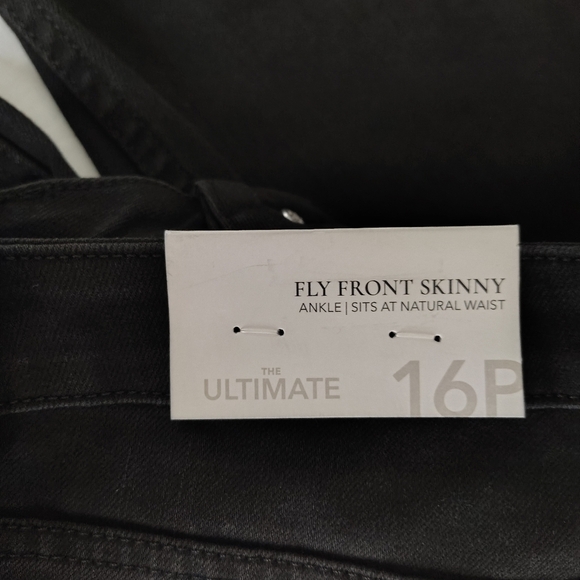 FLY FRONT SKINNY
ANKLE | SITS AT NATURAL WAIST
THE
ULTIMATE
16P